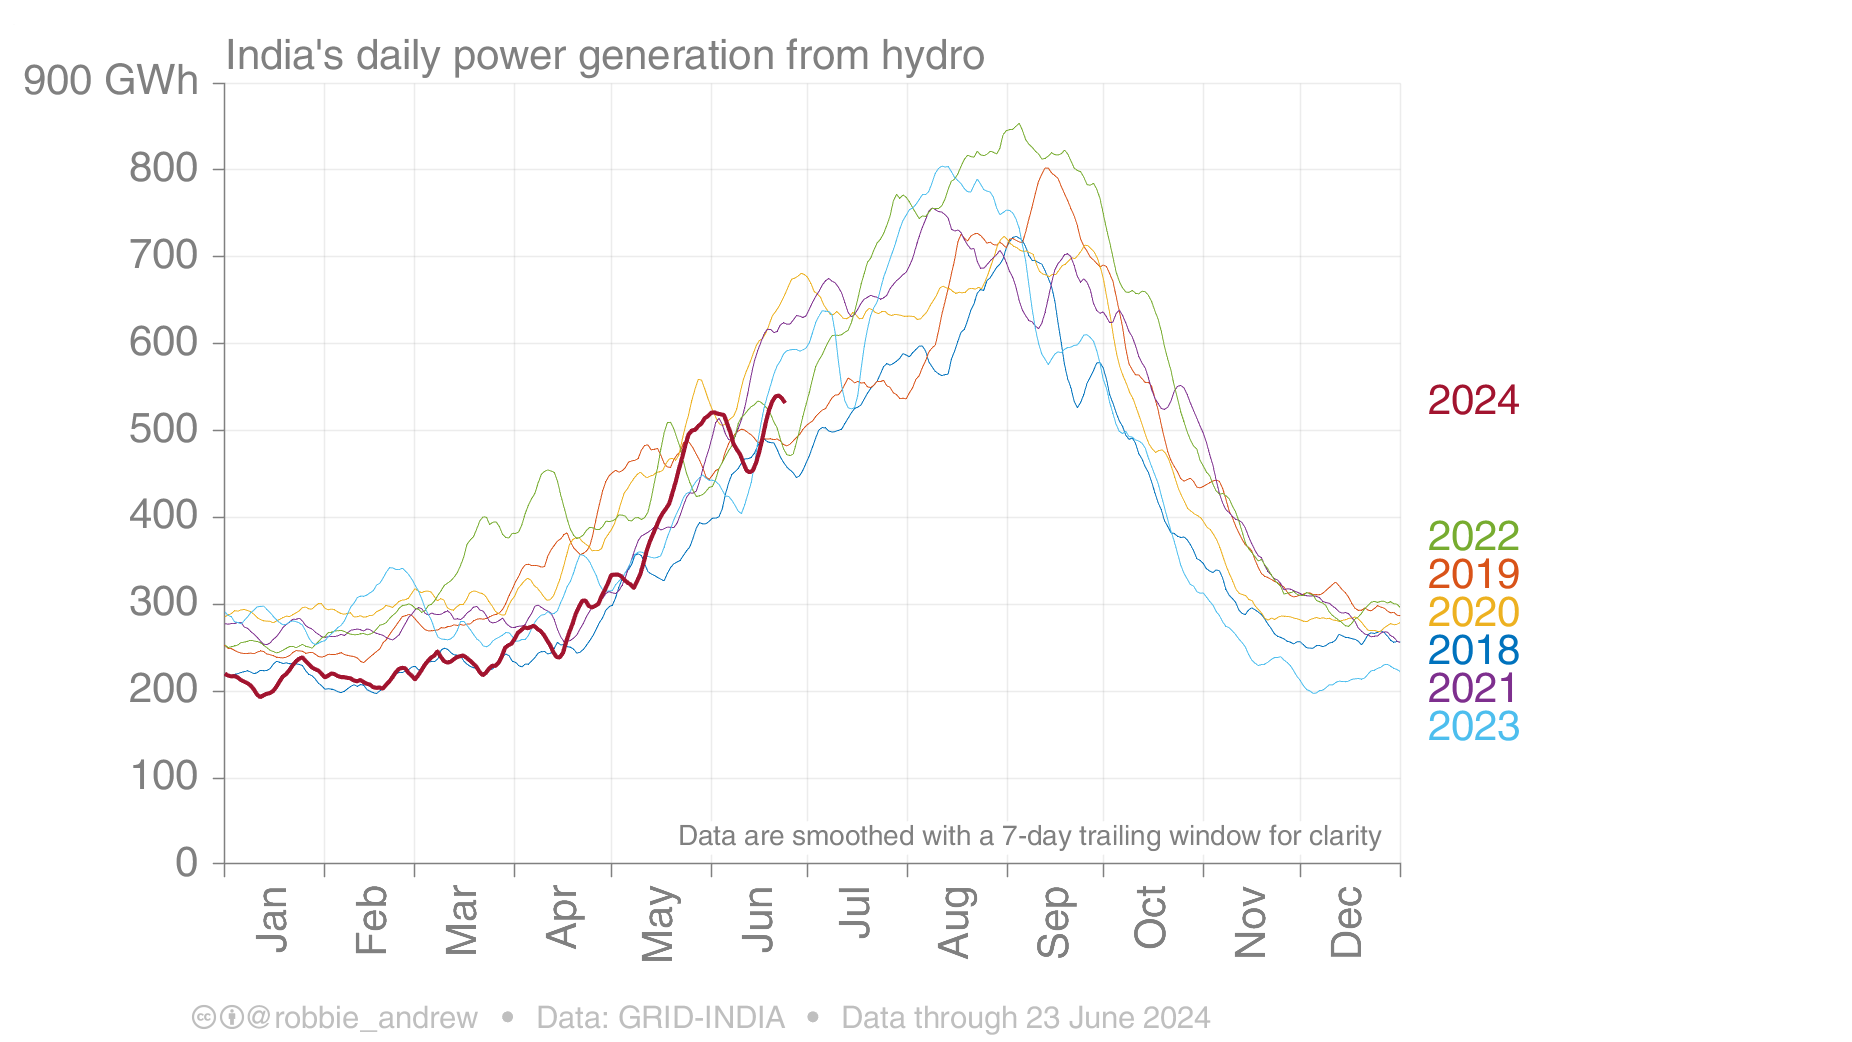 India's daily power generation from hydro
900 GWh
800
700
600
500
400
300
200
100
0
Jan
Feb
Mar
Apr
May
Jun
Jul
Aug
Sep
Oct
Nov
Dec
2024
2022
2019
2020
2018
2021
2023
Data are smoothed with a 7-day trailing window for clarity
@robbie_andrew • Data: GRID-INDIA • Data through 23 June 2024